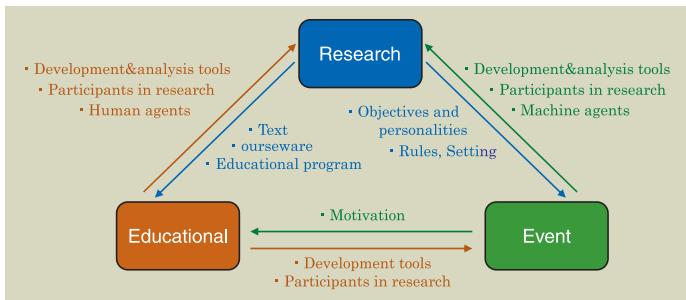 Research
▪ Development&analysis tools
▪ Participants in research
▪ Human agents
▪ Development&analysis tools
▪ Participants in research
▪ Machine agents
▪ Text
▪ ourseware
▪ Educational program
▪ Objectives and
personalities
▪ Rules, Setting
Educational
▪ Motivation
Event
▪ Development tools
▪ Participants in research